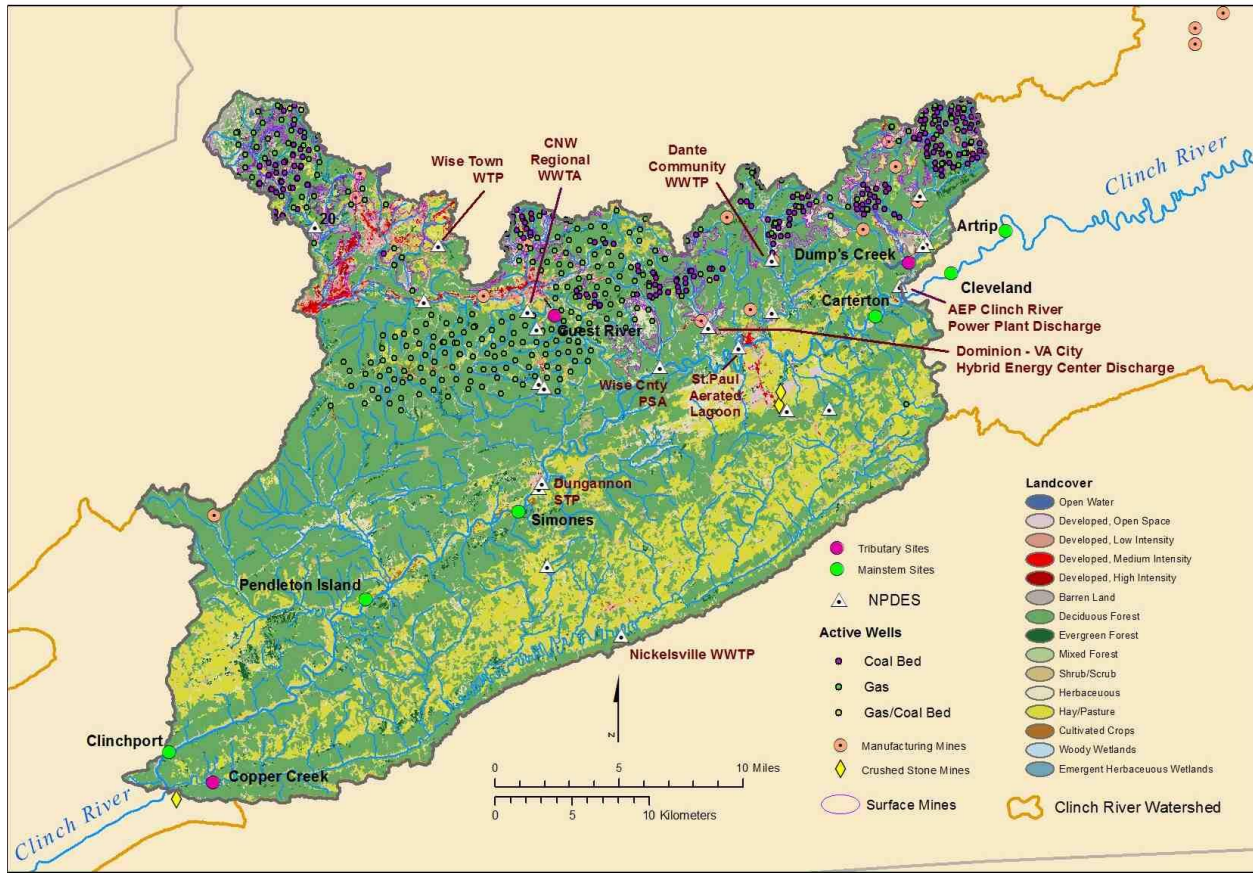 Clinch River
Wise Town
WTP
CNW
Regional
WWTA
Dante
Community
WWTP
20
Artrip
Dump's Creek
Cleveland
Carterton
AEP Clinch River
Power Plant Discharge
Guest River
Dominion - VA City
Hybrid Energy Center Discharge
Wise Cnty
PSA
St.Paul
Aerated
Lagoon
Dungannon
STP
Simones
Pendleton Island
Nickelsville WWTP
Clinchport
Copper Creek
Clinch River
z
0 5 10 Miles
0 5 10 Kilometers
Tributary Sites
Mainstem Sites
NPDES
Active Wells
Coal Bed
Gas
Gas/Coal Bed
Manufacturing Mines
Crushed Stone Mines
Surface Mines
Landcover
Open Water
Developed, Open Space
Developed, Low Intensity
Developed, Medium Intensity
Developed, High Intensity
Barren Land
Deciduous Forest
Evergreen Forest
Mixed Forest
Shrub/Scrub
Herbaceuous
Hay/Pasture
Cultivated Crops
Woody Wetlands
Emergent Herbaceuous Wetlands
Clinch River Watershed